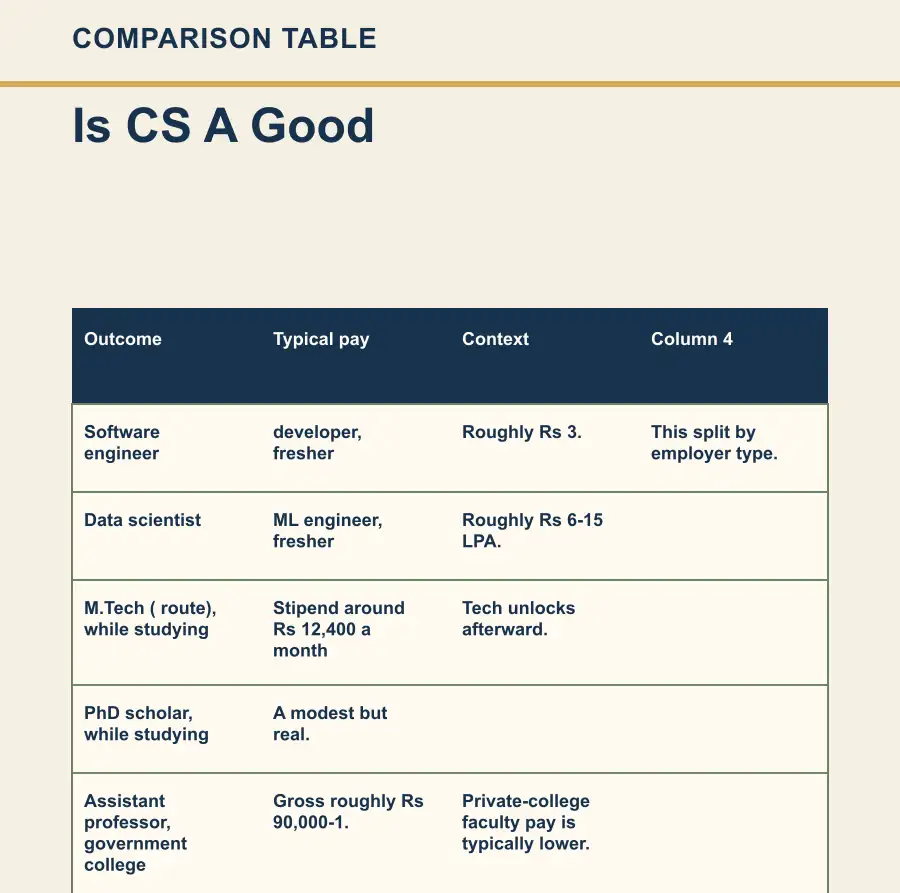 COMPARISON TABLE
Is CS A Good
Outcome
Typical pay
Context
Column 4
Software
engineer
developer,
fresher
Roughly Rs 3.
This split by
employer type.
Data scientist
ML engineer,
fresher
Roughly Rs 6-15
LPA.
M.Tech ( route),
while studying
Stipend around
Rs 12,400 a
month
Tech unlocks
afterward.
PhD scholar,
while studying
A modest but
real.
Assistant
professor,
government
college
Gross roughly Rs
90,000-1.
Private-college
faculty pay is
typically lower.